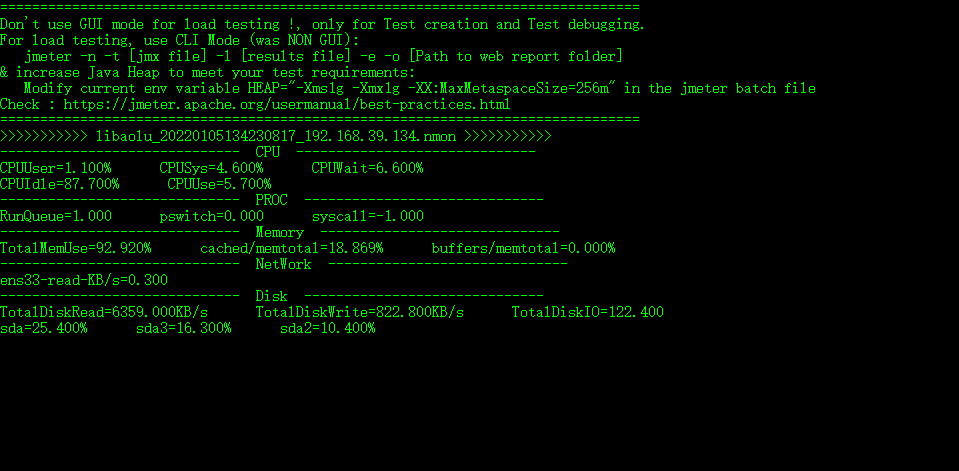 ================================================================================
Don't use GUI mode for load testing !, only for Test creation and Test debugging.
For load testing, use CLI Mode (was NON GUI):
   jmeter -n -t [jmx file] -l [results file] -e -o [Path to web report folder]
& increase Java Heap to meet your test requirements:
   Modify current env variable HEAP="-Xms1g -Xmx1g -XX:MaxMetaspaceSize=256m" in the jmeter batch file
Check : https://jmeter.apache.org/usermanual/best-practices.html
================================================================================
>>>>>>>>>>> libaolu_20220105134230817_192.168.39.134.nmon >>>>>>>>>>>
------------------------------  CPU  ------------------------------
CPUUser=1.100%      CPUSys=4.600%      CPUWait=6.600%
CPUIdle=87.700%      CPUUse=5.700%
------------------------------  PROC  ------------------------------
RunQueue=1.000      pswitch=0.000      syscall=-1.000
------------------------------  Memory  ------------------------------
TotalMemUse=92.920%      cached/memtotal=18.869%      buffers/memtotal=0.000%
------------------------------  NetWork  ------------------------------
ens33-read-KB/s=0.300
------------------------------  Disk  ------------------------------
TotalDiskRead=6359.000KB/s      TotalDiskWrite=822.800KB/s      TotalDiskIO=122.400
sda=25.400%      sda3=16.300%      sda2=10.400%